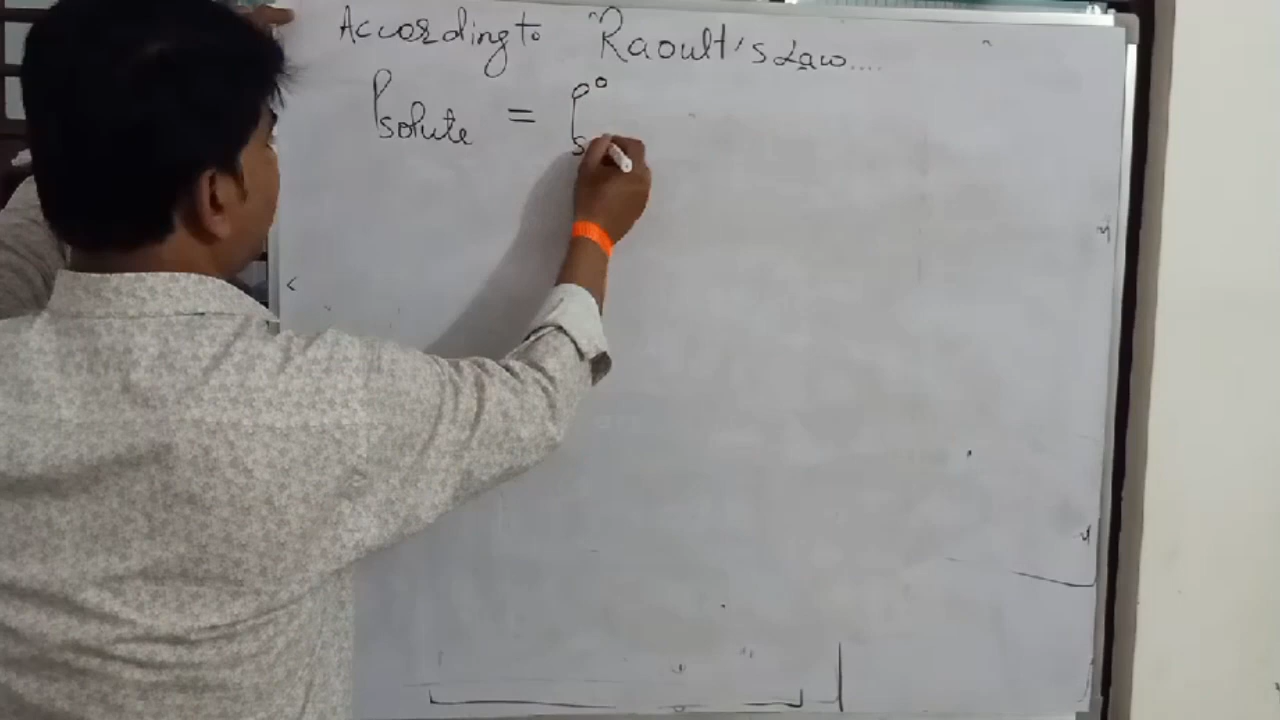 According to Raoult's Law....
Psolute = P°s